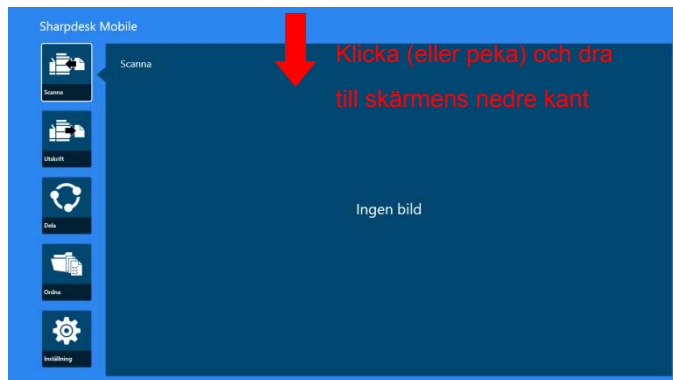 Sharpdesk Mobile
Scanna
Klicka (eller peka) och dra
till skärmens nedre kant
Scanna
Utskrift
Ingen bild
Dela
Ordna
Inställning